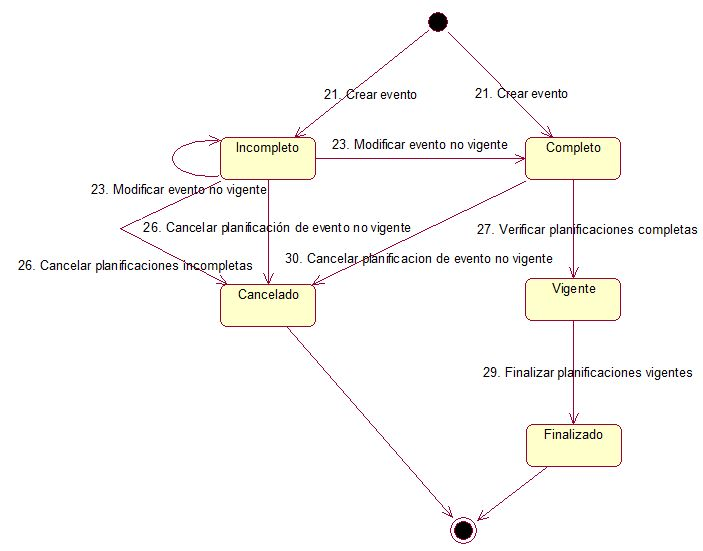 21. Crear evento
21. Crear evento
Incompleto
23. Modificar evento no vigente
Completo
23. Modificar evento no vigente
26. Cancelar planificación de evento no vigente
27. Verificar planificaciones completas
26. Cancelar planificaciones incompletas
30. Cancelar planificacion de evento no vigente
Cancelado
Vigente
29. Finalizar planificaciones vigentes
Finalizado